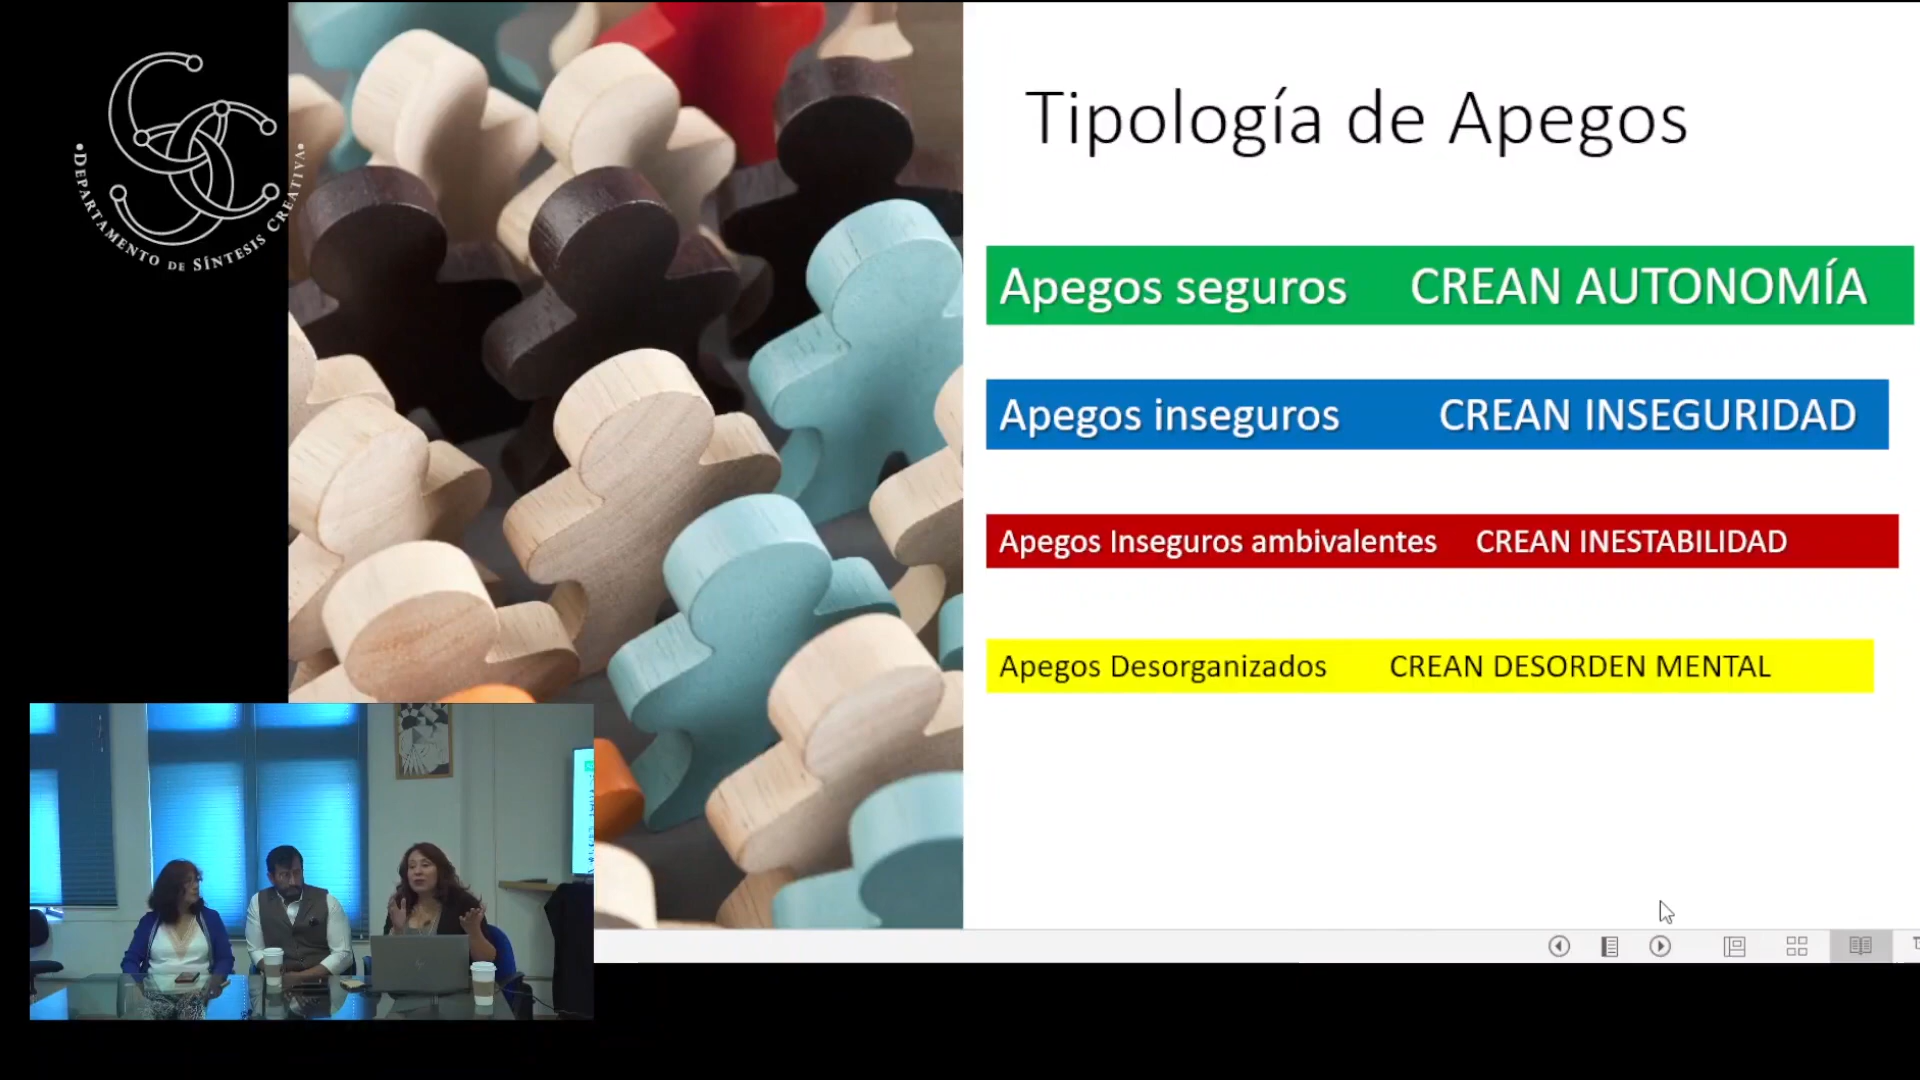 •DEPARTAMENTO DE SÍNTESIS CREATIVA•
Tipología de Apegos
Apegos seguros CREAN AUTONOMÍA
Apegos inseguros CREAN INSEGURIDAD
Apegos Inseguros ambivalentes CREAN INESTABILIDAD
Apegos Desorganizados CREAN DESORDEN MENTAL